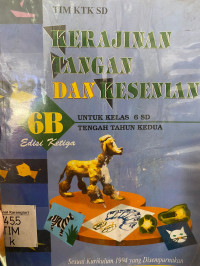 TIM KTK SD
KERAJINAN
TANGAN
DAN KESENIAN
6B
UNTUK KELAS 6 SD
TENGAH TAHUN KEDUA
Edisi Ketiga
455
TIM
k
Sesuai Kurikulum 1994 yang Disempurnakan